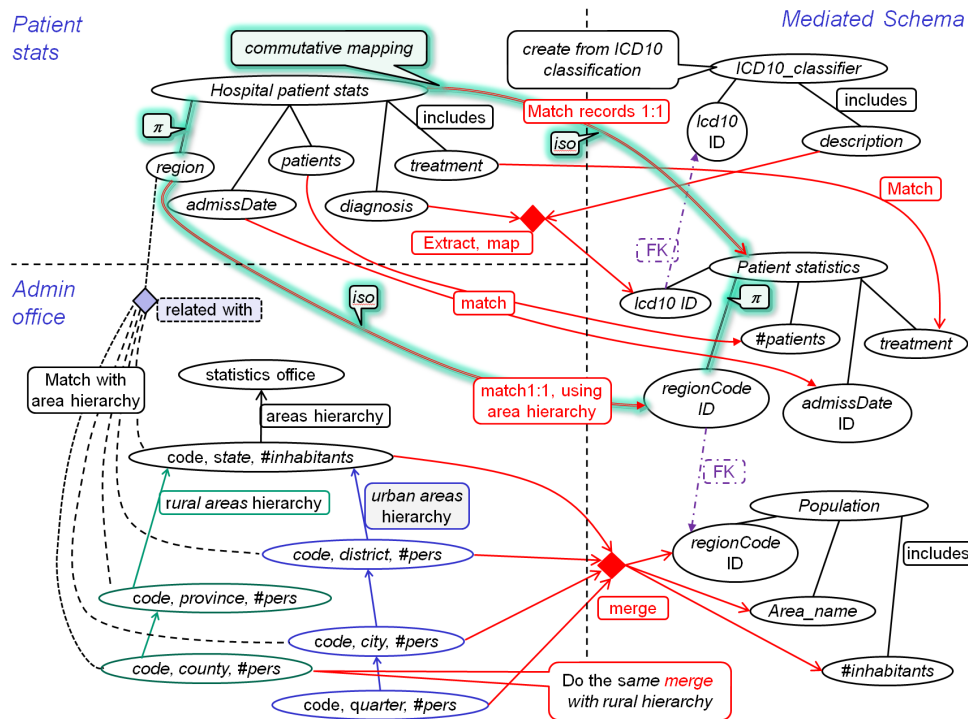 Patient
stats
Mediated Schema
commutative mapping
create from ICD10
classification
ICD10_classifier
Hospital patient stats
includes
Match records 1:1
includes
π
iso
Icd10
ID
description
region
patients
treatment
admissDate
diagnosis
Match
Extract, map
FK
Patient statistics
Admin
office
iso
match
Icd10 ID
π
related with
#patients
treatment
Match with
area hierarchy
statistics office
match1:1, using
area hierarchy
regionCode
ID
admissDate
ID
areas hierarchy
code, state, #inhabitants
FK
rural areas hierarchy
urban areas
hierarchy
Population
regionCode
ID
includes
code, district, #pers
code, province, #pers
merge
Area_name
code, city, #pers
code, county, #pers
#inhabitants
Do the same merge
with rural hierarchy
code, quarter, #pers